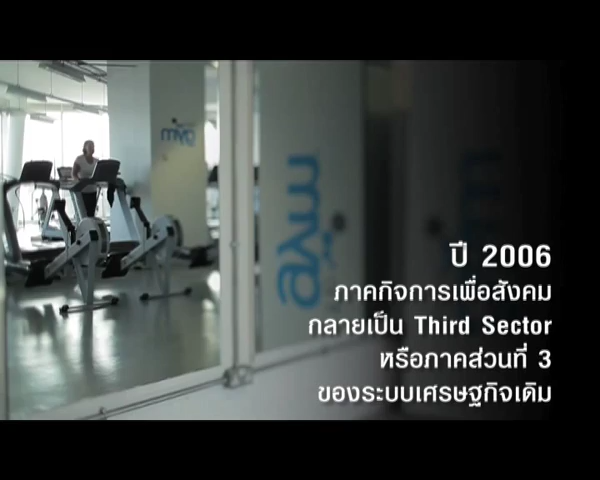 ปี 2006
ภาคกิจการเพื่อสังคม
กลายเป็น Third Sector
หรือภาคส่วนที่ 3
ของระบบเศรษฐกิจเดิม